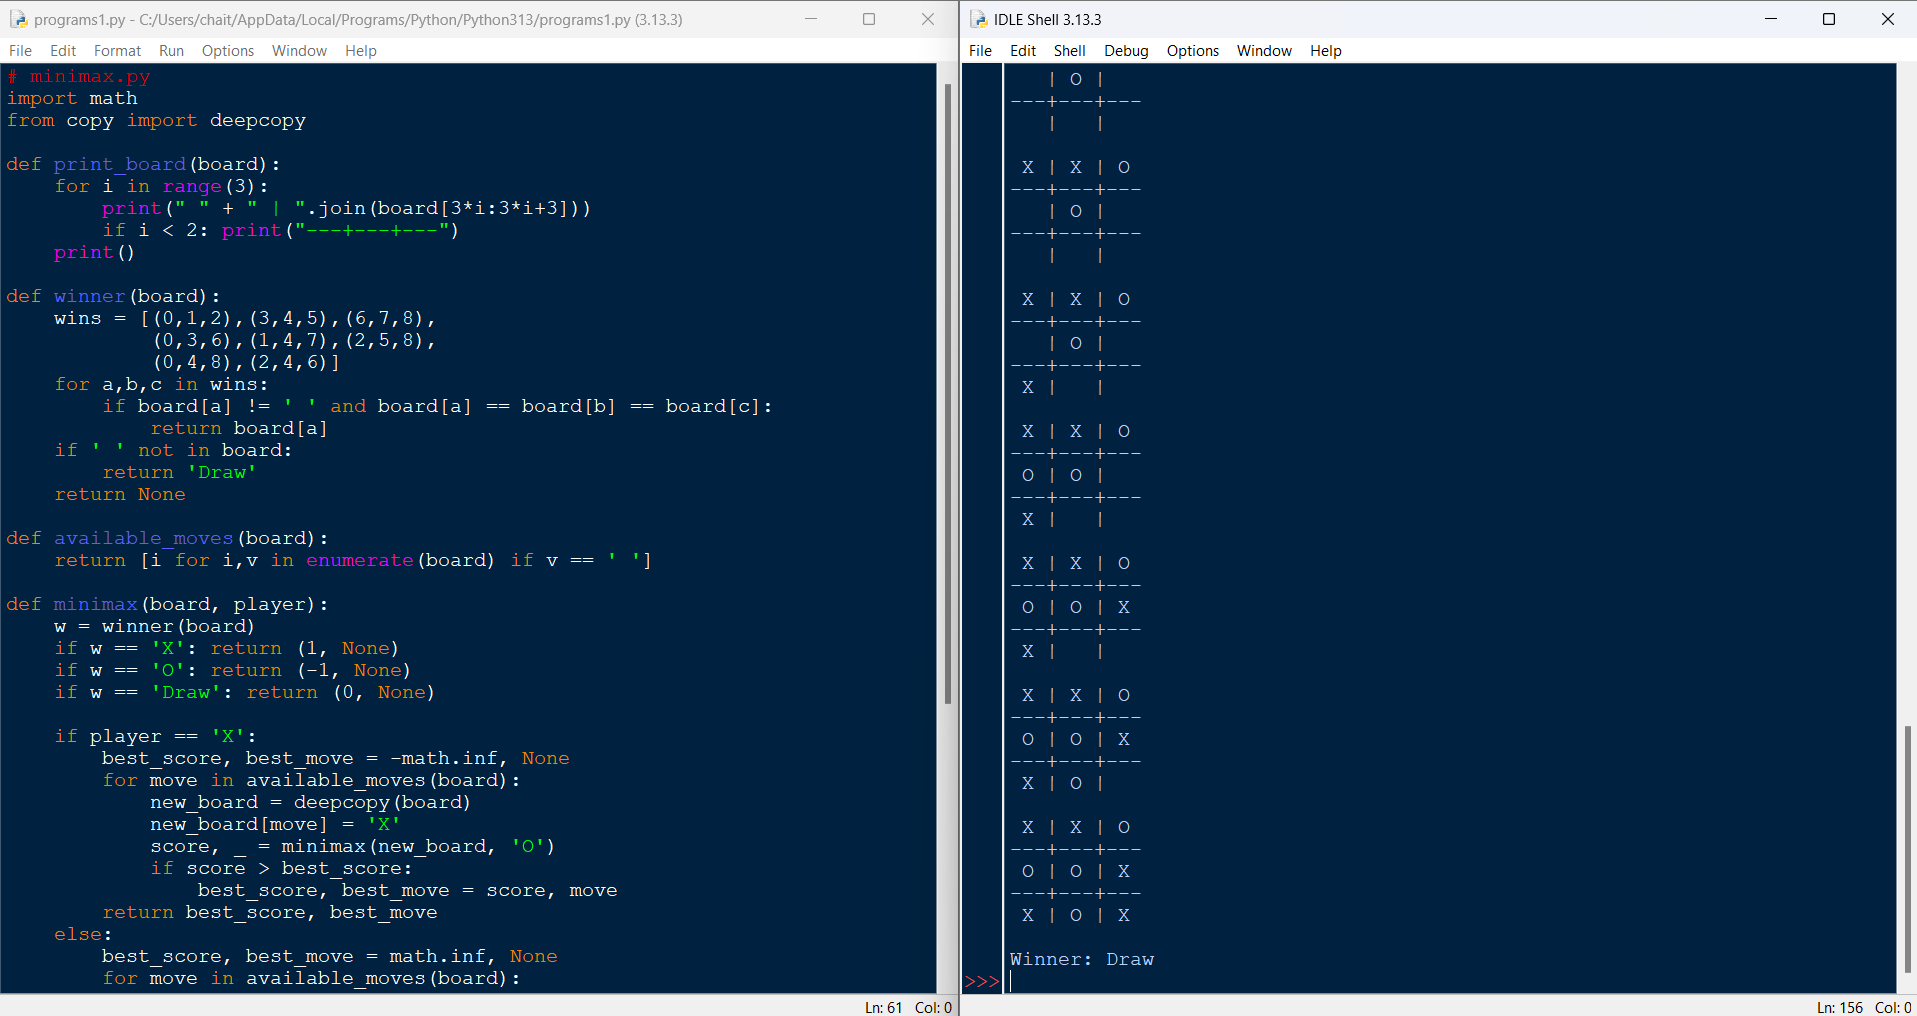 programs1.py - C:/Users/chait/AppData/Local/Programs/Python/Python313/programs1.py (3.13.3)
File Edit Format Run Options Window Help
# minimax.py
import math
from copy import deepcopy

def print_board(board):
    for i in range(3):
        print(" " + " | ".join(board[3*i:3*i+3]))
        if i < 2: print("---+---+---")
    print()

def winner(board):
    wins = [(0,1,2),(3,4,5),(6,7,8),
            (0,3,6),(1,4,7),(2,5,8),
            (0,4,8),(2,4,6)]
    for a,b,c in wins:
        if board[a] != ' ' and board[a] == board[b] == board[c]:
            return board[a]
    if ' ' not in board:
        return 'Draw'
    return None

def available_moves(board):
    return [i for i,v in enumerate(board) if v == ' ']

def minimax(board, player):
    w = winner(board)
    if w == 'X': return (1, None)
    if w == 'O': return (-1, None)
    if w == 'Draw': return (0, None)

    if player == 'X':
        best_score, best_move = -math.inf, None
        for move in available_moves(board):
            new_board = deepcopy(board)
            new_board[move] = 'X'
            score, _ = minimax(new_board, 'O')
            if score > best_score:
                best_score, best_move = score, move
        return best_score, best_move
    else:
        best_score, best_move = math.inf, None
        for move in available_moves(board):
Ln: 61 Col: 0
IDLE Shell 3.13.3
File Edit Shell Debug Options Window Help
   | O |
---+---+---
   |   |

 X | X | O
---+---+---
   | O |
---+---+---
   |   |

 X | X | O
---+---+---
   | O |
---+---+---
 X |   |

 X | X | O
---+---+---
 O | O |
---+---+---
 X |   |

 X | X | O
---+---+---
 O | O | X
---+---+---
 X |   |

 X | X | O
---+---+---
 O | O | X
---+---+---
 X | O |

 X | X | O
---+---+---
 O | O | X
---+---+---
 X | O | X

Winner: Draw
>>>
Ln: 156 Col: 0